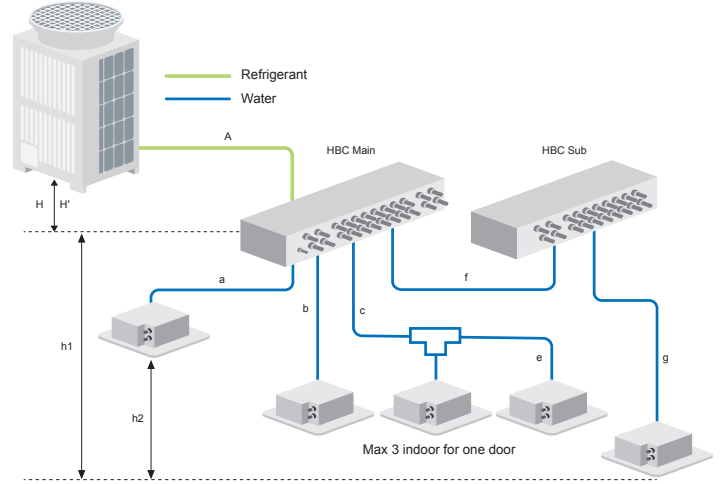 Refrigerant
Water
A
HBC Main
HBC Sub
H
H'
a
f
b
c
h1
e
g
h2
Max 3 indoor for one door